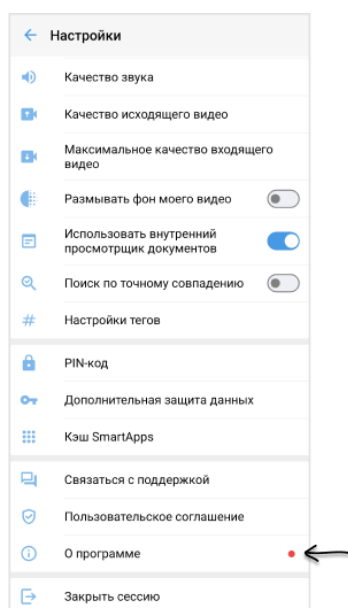 Настройки
Качество звука
Качество исходящего видео
Максимальное качество входящего
видео
Размывать фон моего видео
Использовать внутренний
просмотрщик документов
Поиск по точному совпадению
Настройки тегов
PIN-код
Дополнительная защита данных
Кэш SmartApps
Связаться с поддержкой
Пользовательское соглашение
О программе
Закрыть сессию